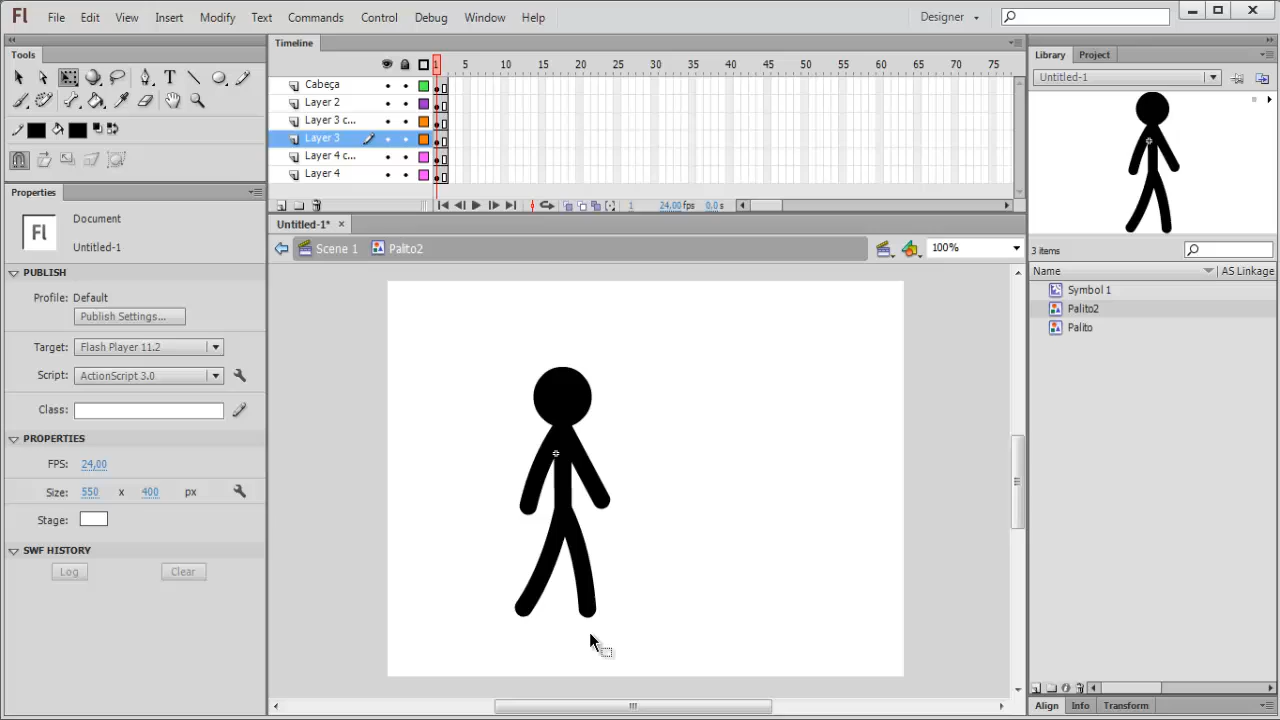 Fl File Edit View Insert Modify Text Commands Control Debug Window Help Designer
Tools
Timeline
1 5 10 15 20 25 30 35 40 45 50 55 60 65 70 75
Cabeça
Layer 2
Layer 3 c...
Layer 3
Layer 4 c...
Layer 4
1 24,00 fps 0,0 s
Properties
Fl
Document
Untitled-1
PUBLISH
Profile: Default
Publish Settings...
Target: Flash Player 11.2
Script: ActionScript 3.0
Class:
PROPERTIES
FPS: 24,00
Size: 550 x 400 px
Stage:
SWF HISTORY
Log Clear
Untitled-1* ×
Scene 1 Palito2 100%
Library Project
Untitled-1
3 items
Name AS Linkage
Symbol 1
Palito2
Palito
Align Info Transform